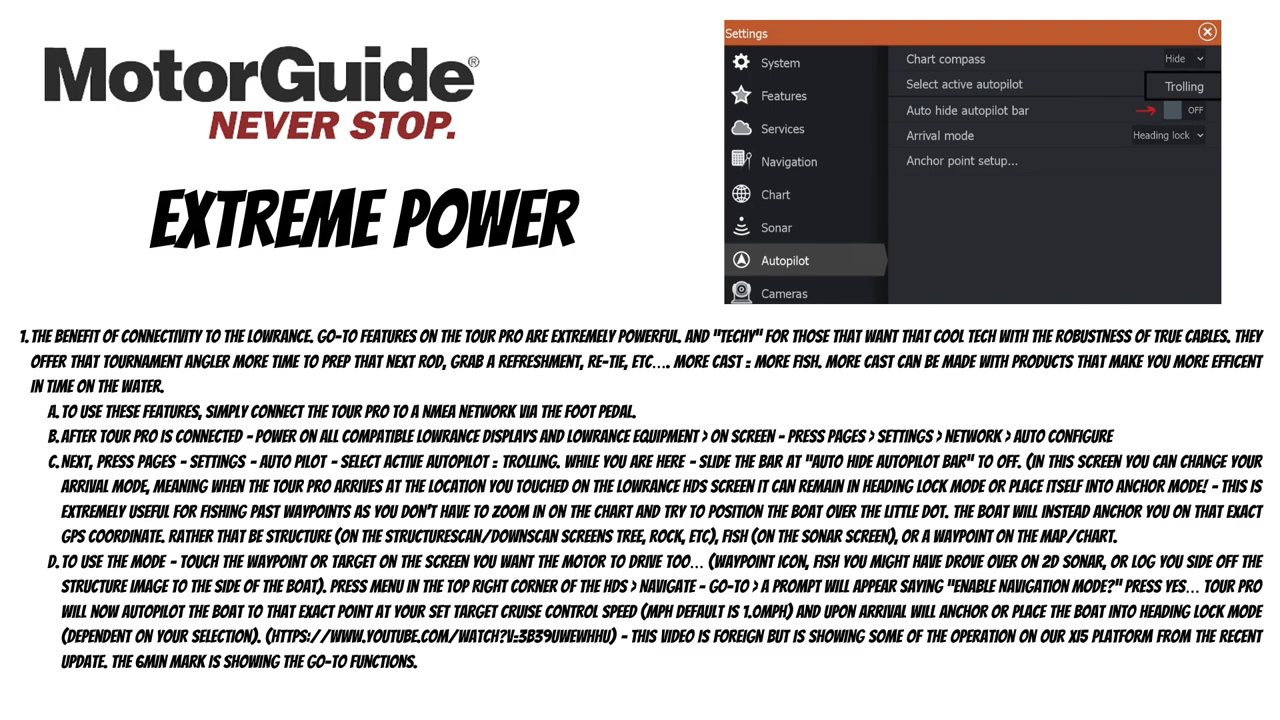 MotorGuide®
NEVER STOP.
EXTREME POWER
Settings
System
Features
Services
Navigation
Chart
Sonar
Autopilot
Cameras
Chart compass Hide
Select active autopilot Trolling
Auto hide autopilot bar OFF
Arrival mode Heading lock
Anchor point setup...
1. THE BENEFIT OF CONNECTIVITY TO THE LOWRANCE. GO-TO FEATURES ON THE TOUR PRO ARE EXTREMELY POWERFUL. AND "TECHY" FOR THOSE THAT WANT THAT COOL TECH WITH THE ROBUSTNESS OF TRUE CABLES. THEY
OFFER THAT TOURNAMENT ANGLER MORE TIME TO PREP THAT NEXT ROD, GRAB A REFRESHMENT, RE-TIE, ETC…. MORE CAST = MORE FISH. MORE CAST CAN BE MADE WITH PRODUCTS THAT MAKE YOU MORE EFFICENT
IN TIME ON THE WATER.
A. TO USE THESE FEATURES, SIMPLY CONNECT THE TOUR PRO TO A NMEA NETWORK VIA THE FOOT PEDAL.
B. AFTER TOUR PRO IS CONNECTED - POWER ON ALL COMPATIBLE LOWRANCE DISPLAYS AND LOWRANCE EQUIPMENT > ON SCREEN - PRESS PAGES > SETTINGS > NETWORK > AUTO CONFIGURE
C. NEXT, PRESS PAGES - SETTINGS - AUTO PILOT - SELECT ACTIVE AUTOPILOT = TROLLING. WHILE YOU ARE HERE - SLIDE THE BAR AT "AUTO HIDE AUTOPILOT BAR" TO OFF. (IN THIS SCREEN YOU CAN CHANGE YOUR
ARRIVAL MODE, MEANING WHEN THE TOUR PRO ARRIVES AT THE LOCATION YOU TOUCHED ON THE LOWRANCE HDS SCREEN IT CAN REMAIN IN HEADING LOCK MODE OR PLACE ITSELF INTO ANCHOR MODE! - THIS IS
EXTREMELY USEFUL FOR FISHING PAST WAYPOINTS AS YOU DON'T HAVE TO ZOOM IN ON THE CHART AND TRY TO POSITION THE BOAT OVER THE LITTLE DOT. THE BOAT WILL INSTEAD ANCHOR YOU ON THAT EXACT
GPS COORDINATE. RATHER THAT BE STRUCTURE (ON THE STRUCTURESCAN/DOWNSCAN SCREENS TREE, ROCK, ETC), FISH (ON THE SONAR SCREEN), OR A WAYPOINT ON THE MAP/CHART.
D. TO USE THE MODE - TOUCH THE WAYPOINT OR TARGET ON THE SCREEN YOU WANT THE MOTOR TO DRIVE TOO… (WAYPOINT ICON, FISH YOU MIGHT HAVE DROVE OVER ON 2D SONAR, OR LOG YOU SIDE OFF THE
STRUCTURE IMAGE TO THE SIDE OF THE BOAT). PRESS MENU IN THE TOP RIGHT CORNER OF THE HDS > NAVIGATE - GO-TO > A PROMPT WILL APPEAR SAYING "ENABLE NAVIGATION MODE?" PRESS YES… TOUR PRO
WILL NOW AUTOPILOT THE BOAT TO THAT EXACT POINT AT YOUR SET TARGET CRUISE CONTROL SPEED (MPH DEFAULT IS 1.0MPH) AND UPON ARRIVAL WILL ANCHOR OR PLACE THE BOAT INTO HEADING LOCK MODE
(DEPENDENT ON YOUR SELECTION). (HTTPS://WWW.YOUTUBE.COM/WATCH?V=3B39UWEWHHU) - THIS VIDEO IS FOREIGN BUT IS SHOWING SOME OF THE OPERATION ON OUR XI5 PLATFORM FROM THE RECENT
UPDATE. THE 6MIN MARK IS SHOWING THE GO-TO FUNCTIONS.